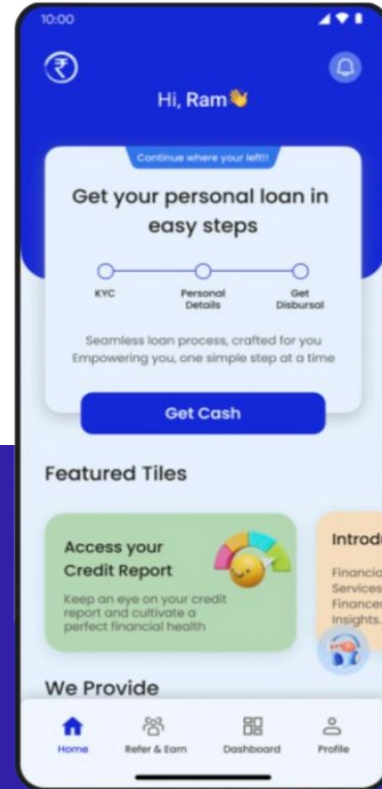 10:00
₹
Hi, Ram👋
Continue where your left!!
Get your personal loan in
easy steps
KYC
Personal
Details
Get
Disbursal
Seamless loan process, crafted for you
Empowering you, one simple step at a time
Get Cash
Featured Tiles
Access your
Credit Report
Keep an eye on your credit
report and cultivate a
perfect financial health
Introdu
Financia
Services
Finances
Insights.
We Provide
Home
Refer & Earn
Dashboard
Profile